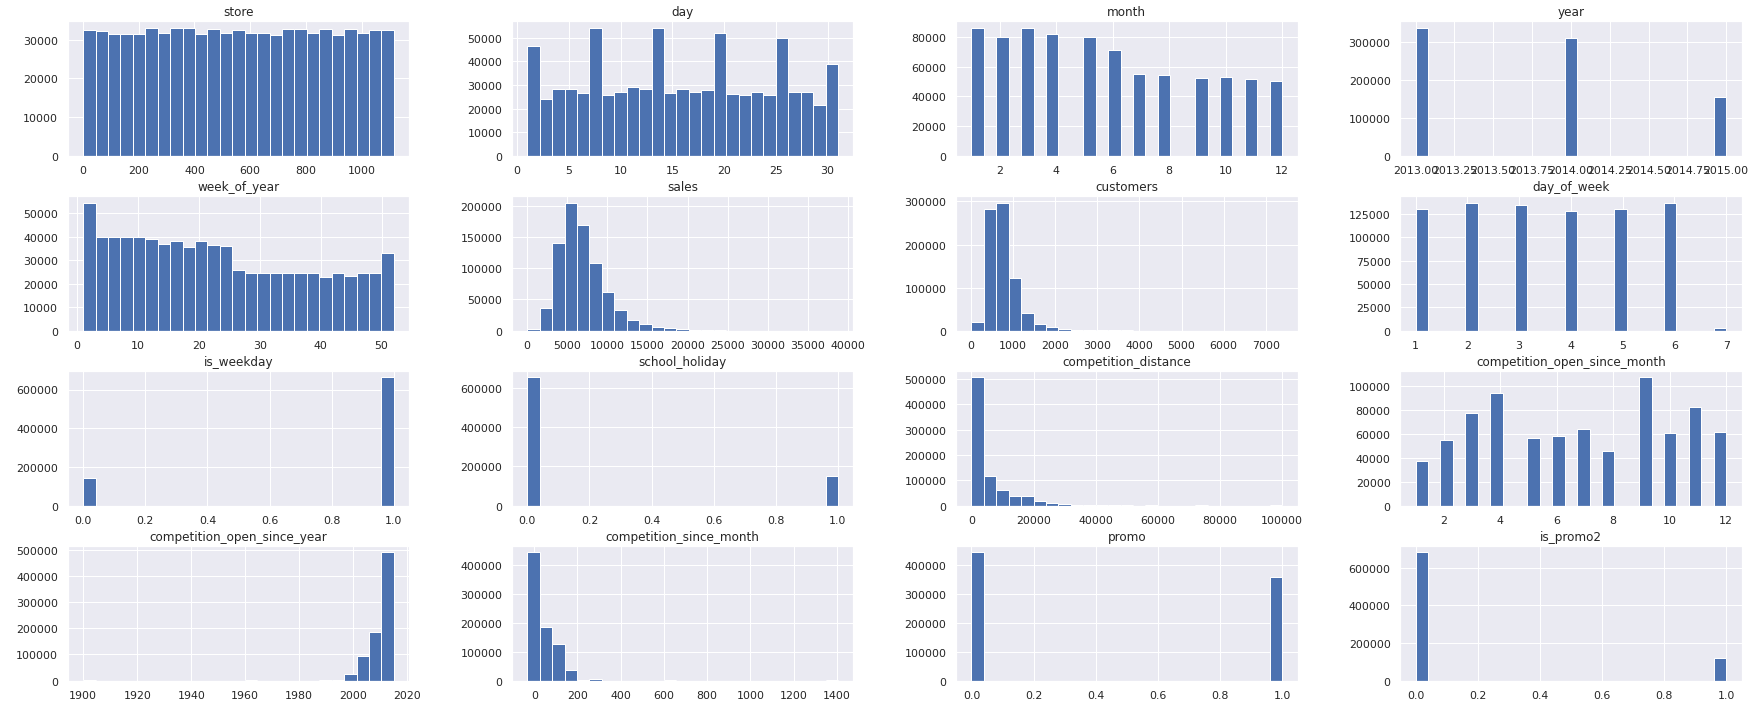 store
30000
20000
10000
0
0 200 400 600 800 1000
day
50000
40000
30000
20000
10000
0
0 5 10 15 20 25 30
month
80000
60000
40000
20000
0
2 4 6 8 10 12
year
300000
200000
100000
0
2013.00 2013.25 2013.50 2013.75 2014.00 2014.25 2014.50 2014.75 2015.00
week_of_year
50000
40000
30000
20000
10000
0
0 10 20 30 40 50
sales
200000
150000
100000
50000
0
0 5000 10000 15000 20000 25000 30000 35000 40000
customers
300000
200000
100000
0
0 1000 2000 3000 4000 5000 6000 7000
day_of_week
125000
100000
75000
50000
25000
0
1 2 3 4 5 6 7
is_weekday
600000
400000
200000
0
0.0 0.2 0.4 0.6 0.8 1.0
school_holiday
600000
400000
200000
0
0.0 0.2 0.4 0.6 0.8 1.0
competition_distance
500000
400000
300000
200000
100000
0
0 20000 40000 60000 80000 100000
competition_open_since_month
100000
80000
60000
40000
20000
0
2 4 6 8 10 12
competition_open_since_year
500000
400000
300000
200000
100000
0
1900 1920 1940 1960 1980 2000 2020
competition_since_month
400000
300000
200000
100000
0
0 200 400 600 800 1000 1200 1400
promo
400000
300000
200000
100000
0
0.0 0.2 0.4 0.6 0.8 1.0
is_promo2
600000
400000
200000
0
0.0 0.2 0.4 0.6 0.8 1.0